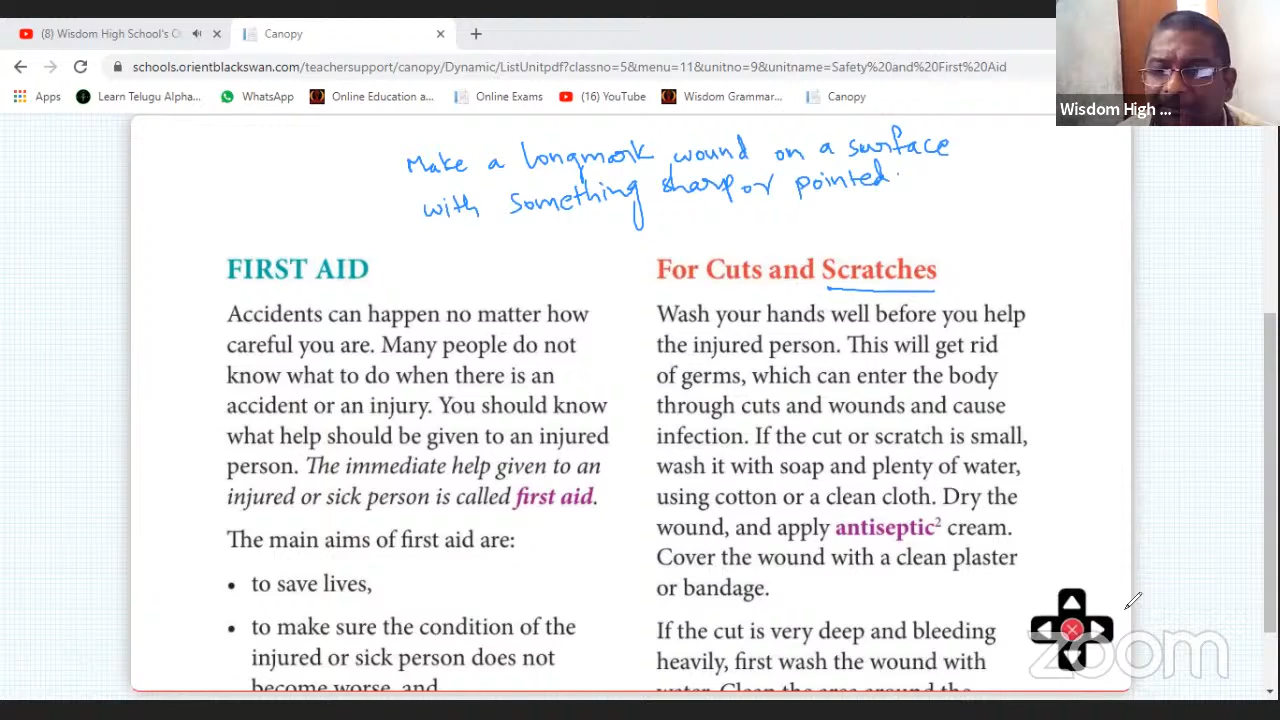 (8) Wisdom High School's C
Canopy
schools.orientblackswan.com/teachersupport/canopy/Dynamic/ListUnitpdf?classno=5&menu=11&unitno=9&unitname=Safety%20and%20First%20Aid
Apps
Learn Telugu Alpha...
WhatsApp
Online Education a...
Online Exams
(16) YouTube
Wisdom Grammar...
Canopy
Wisdom High ...
Make a longmark wound on a surface
with something sharp or pointed.
FIRST AID
Accidents can happen no matter how
careful you are. Many people do not
know what to do when there is an
accident or an injury. You should know
what help should be given to an injured
person. The immediate help given to an
injured or sick person is called first aid.
The main aims of first aid are:
• to save lives,
• to make sure the condition of the
injured or sick person does not
become worse, and
For Cuts and Scratches
Wash your hands well before you help
the injured person. This will get rid
of germs, which can enter the body
through cuts and wounds and cause
infection. If the cut or scratch is small,
wash it with soap and plenty of water,
using cotton or a clean cloth. Dry the
wound, and apply antiseptic² cream.
Cover the wound with a clean plaster
or bandage.
If the cut is very deep and bleeding
heavily, first wash the wound with
water. Clean the area around the
zoom